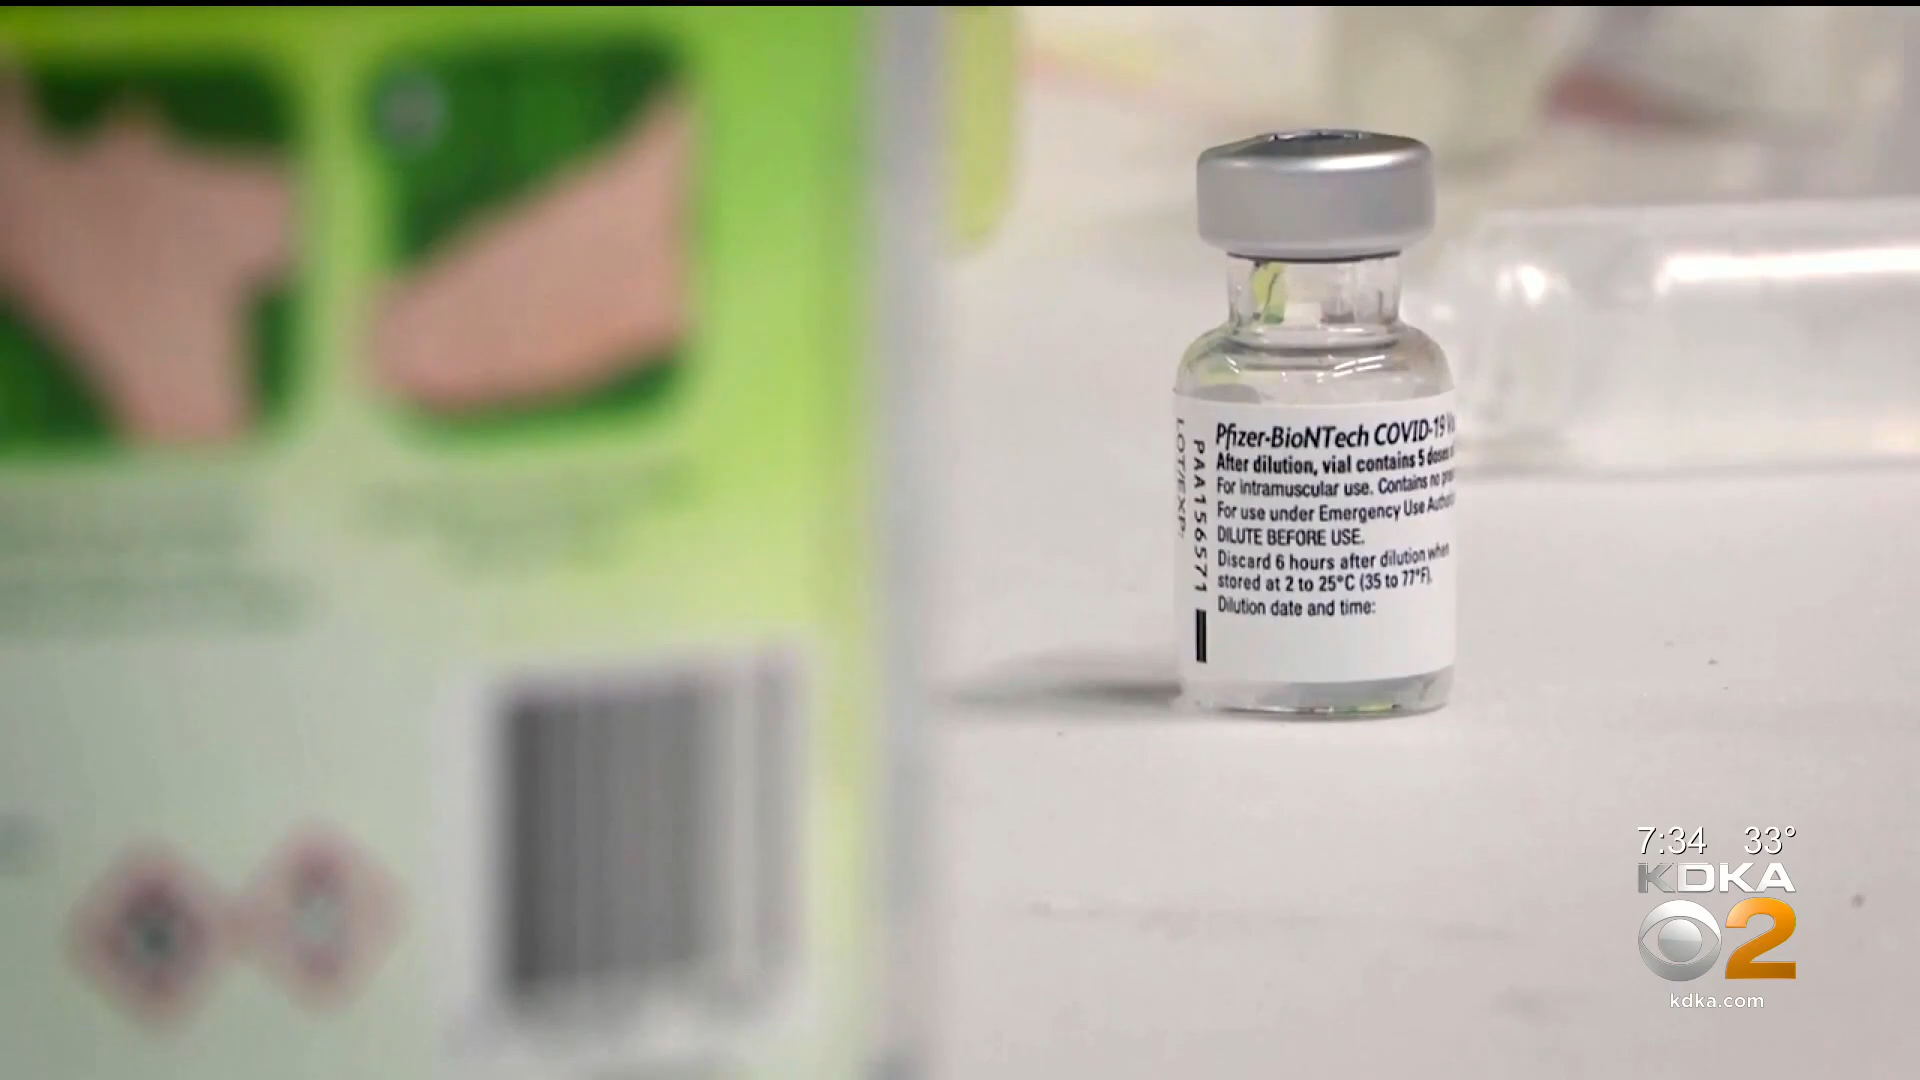 Pfizer-BioNTech COVID-19
After dilution, vial contains 5 doses
For intramuscular use. Contains no
For use under Emergency Use
DILUTE BEFORE USE.
Discard 6 hours after dilution when
stored at 2 to 25°C (35 to 77°F).
Dilution date and time:
PAA156571
LOT/EXP:
7:34 33°
KDKA
2
kdka.com